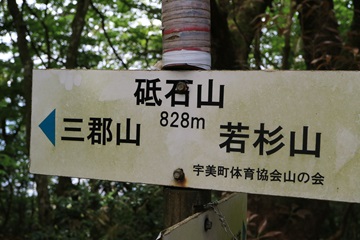 砥石山
828m
三郡山 若杉山
宇美町体育協会山の会